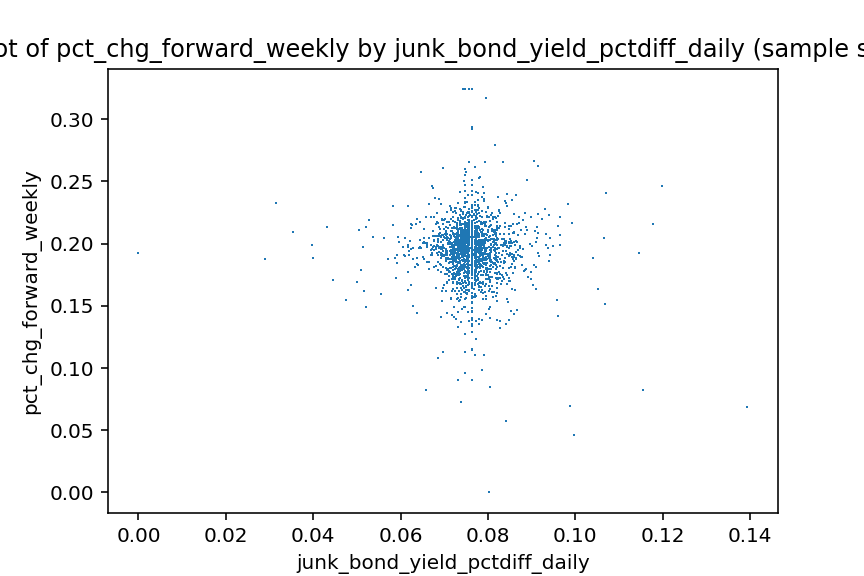 of pct_chg_forward_weekly by junk_bond_yield_pctdiff_daily (sample
pct_chg_forward_weekly
0.30
0.25
0.20
0.15
0.10
0.05
0.00
0.00 0.02 0.04 0.06 0.08 0.10 0.12 0.14
junk_bond_yield_pctdiff_daily